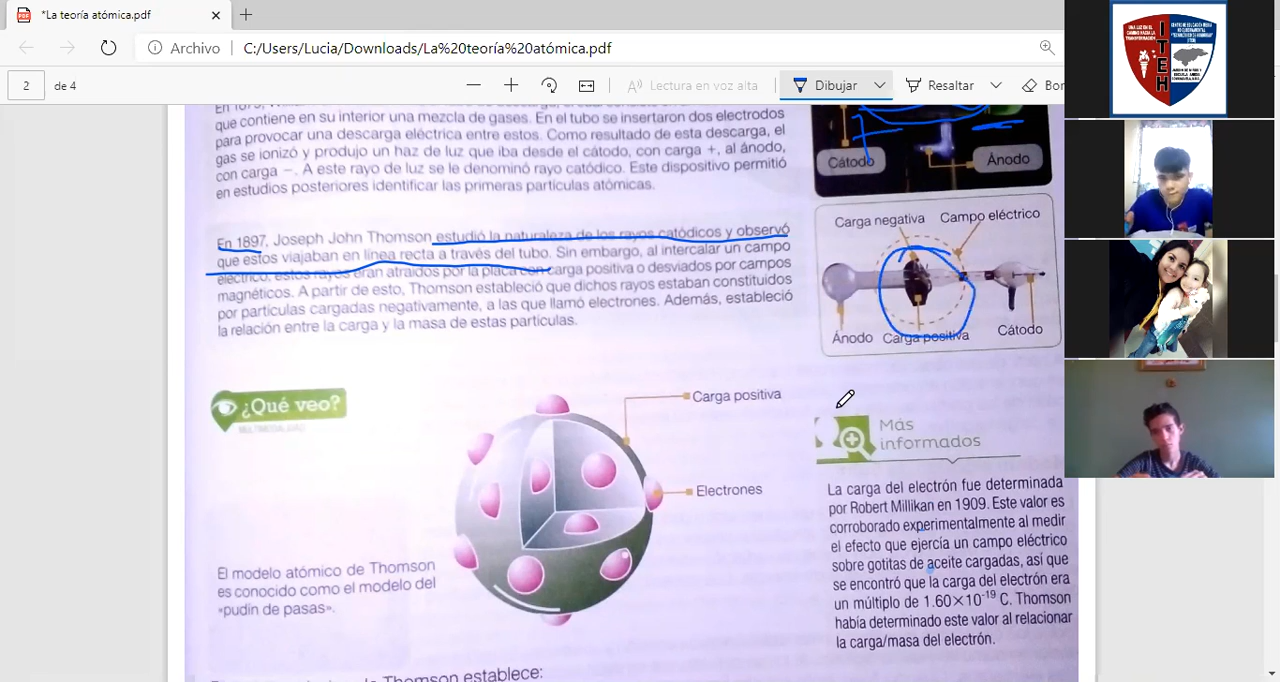 *La teoría atómica.pdf
Archivo
C:/Users/Lucia/Downloads/La%20teoría%20atómica.pdf
2 de 4
Lectura en voz alta
Dibujar
Resaltar
Bor
que contiene en su interior una mezcla de gases. En el tubo se insertaron dos electrodos
para provocar una descarga eléctrica entre estos. Como resultado de esta descarga, el
gas se ionizó y produjo un haz de luz que iba desde el cátodo, con carga +, al ánodo,
con carga −. A este rayo de luz se le denominó rayo catódico. Este dispositivo permitió
en estudios posteriores identificar las primeras partículas atómicas.
En 1897, Joseph John Thomson estudió la naturaleza de los rayos catódicos y observó
que estos viajaban en línea recta a través del tubo. Sin embargo, al intercalar un campo
eléctrico, estos rayos eran atraídos por la placa con carga positiva o desviados por campos
magnéticos. A partir de esto, Thomson estableció que dichos rayos estaban constituidos
por partículas cargadas negativamente, a las que llamó electrones. Además, estableció
la relación entre la carga y la masa de estas partículas.
Cátodo
Ánodo
Carga negativa Campo eléctrico
Ánodo Carga positiva Cátodo
¿Qué veo?
Carga positiva
Electrones
El modelo atómico de Thomson
es conocido como el modelo del
«pudin de pasas».
Más
informados
La carga del electrón fue determinada
por Robert Millikan en 1909. Este valor es
corroborado experimentalmente al medir
el efecto que ejercía un campo eléctrico
sobre gotitas de aceite cargadas, así que
se encontró que la carga del electrón era
un múltiplo de 1.60×10⁻¹⁹ C. Thomson
había determinado este valor al relacionar
la carga/masa del electrón.
Thomson establece:
ITEH